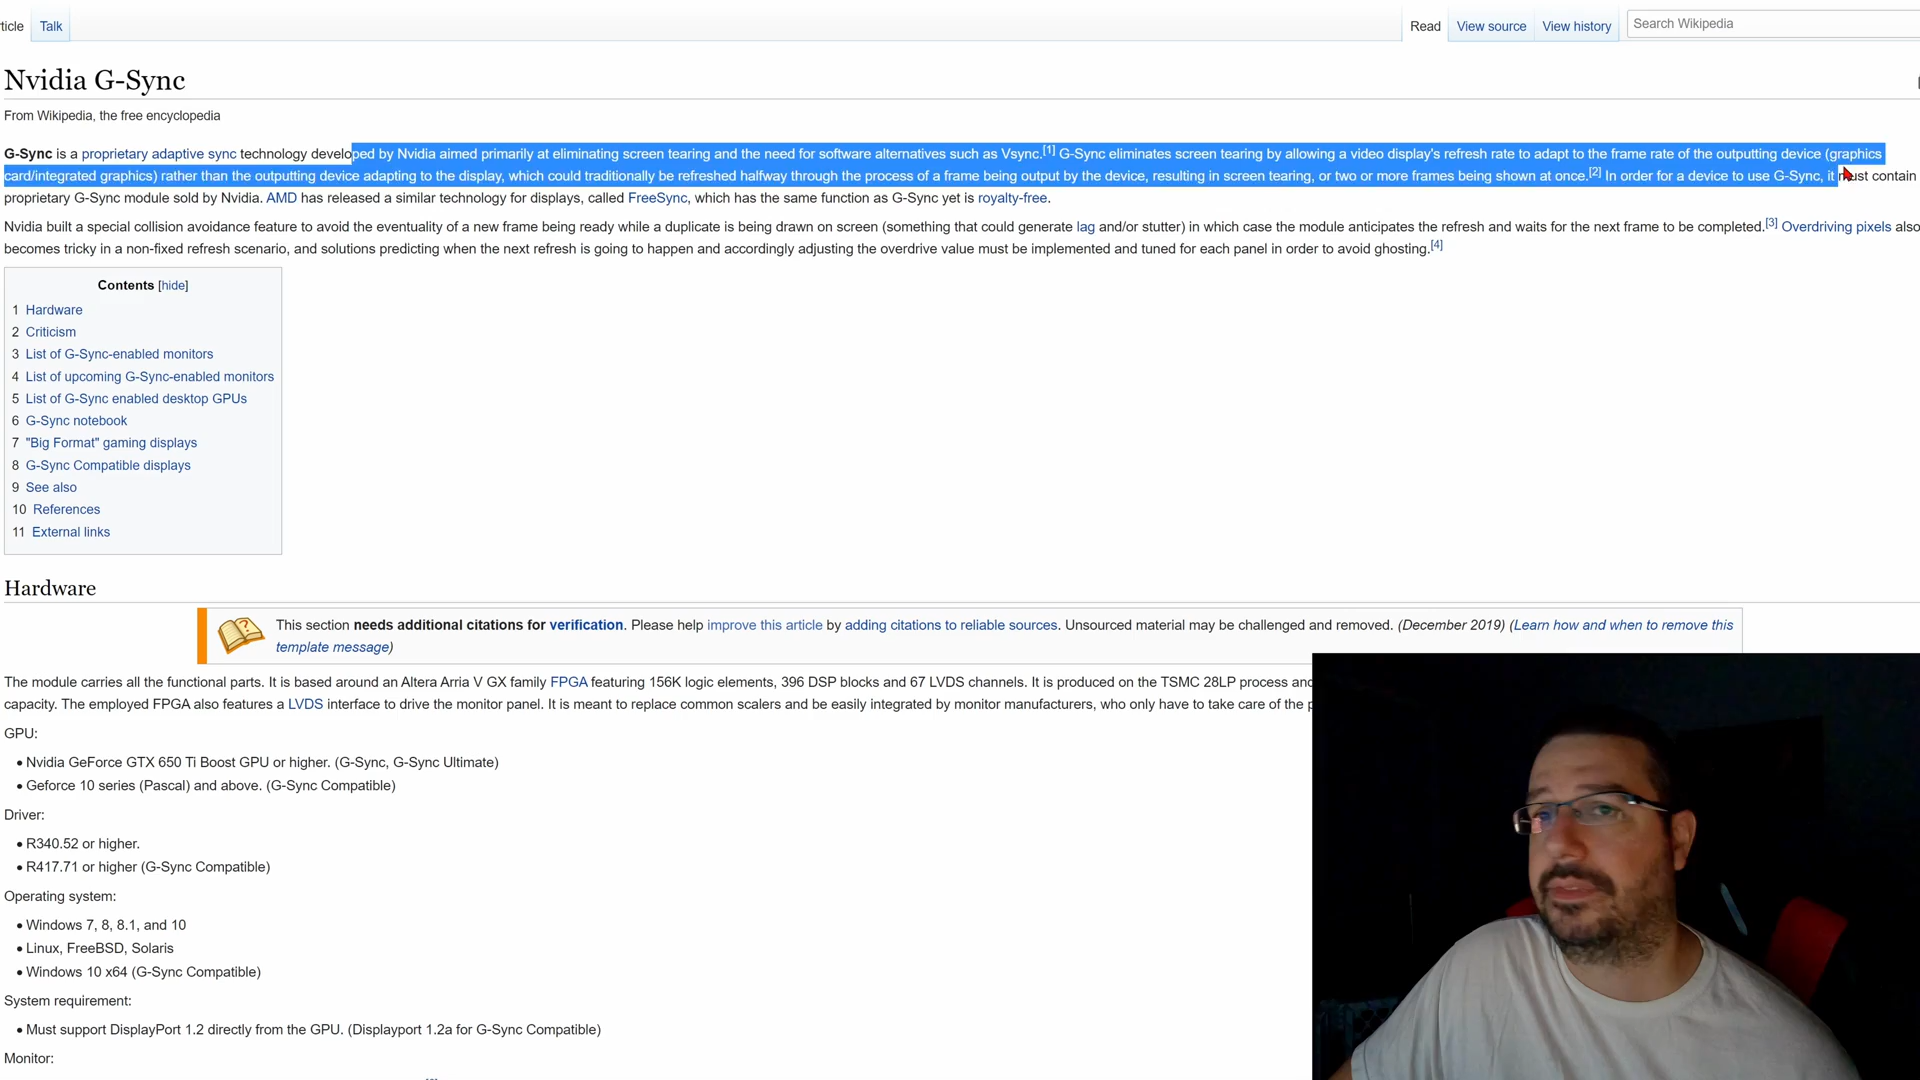 ticle Talk Read View source View history Search Wikipedia
Nvidia G-Sync
From Wikipedia, the free encyclopedia
G-Sync is a proprietary adaptive sync technology developed by Nvidia aimed primarily at eliminating screen tearing and the need for software alternatives such as Vsync.[1] G-Sync eliminates screen tearing by allowing a video display's refresh rate to adapt to the frame rate of the outputting device (graphics
card/integrated graphics) rather than the outputting device adapting to the display, which could traditionally be refreshed halfway through the process of a frame being output by the device, resulting in screen tearing, or two or more frames being shown at once.[2] In order for a device to use G-Sync, it must contain
proprietary G-Sync module sold by Nvidia. AMD has released a similar technology for displays, called FreeSync, which has the same function as G-Sync yet is royalty-free.
Nvidia built a special collision avoidance feature to avoid the eventuality of a new frame being ready while a duplicate is being drawn on screen (something that could generate lag and/or stutter) in which case the module anticipates the refresh and waits for the next frame to be completed.[3] Overdriving pixels also
becomes tricky in a non-fixed refresh scenario, and solutions predicting when the next refresh is going to happen and accordingly adjusting the overdrive value must be implemented and tuned for each panel in order to avoid ghosting.[4]
Contents [hide]
1 Hardware
2 Criticism
3 List of G-Sync-enabled monitors
4 List of upcoming G-Sync-enabled monitors
5 List of G-Sync enabled desktop GPUs
6 G-Sync notebook
7 "Big Format" gaming displays
8 G-Sync Compatible displays
9 See also
10 References
11 External links
Hardware
This section needs additional citations for verification. Please help improve this article by adding citations to reliable sources. Unsourced material may be challenged and removed. (December 2019) (Learn how and when to remove this
template message)
The module carries all the functional parts. It is based around an Altera Arria V GX family FPGA featuring 156K logic elements, 396 DSP blocks and 67 LVDS channels. It is produced on the TSMC 28LP process and
capacity. The employed FPGA also features a LVDS interface to drive the monitor panel. It is meant to replace common scalers and be easily integrated by monitor manufacturers, who only have to take care of the p
GPU:
• Nvidia GeForce GTX 650 Ti Boost GPU or higher. (G-Sync, G-Sync Ultimate)
• Geforce 10 series (Pascal) and above. (G-Sync Compatible)
Driver:
• R340.52 or higher.
• R417.71 or higher (G-Sync Compatible)
Operating system:
• Windows 7, 8, 8.1, and 10
• Linux, FreeBSD, Solaris
• Windows 10 x64 (G-Sync Compatible)
System requirement:
• Must support DisplayPort 1.2 directly from the GPU. (Displayport 1.2a for G-Sync Compatible)
Monitor: